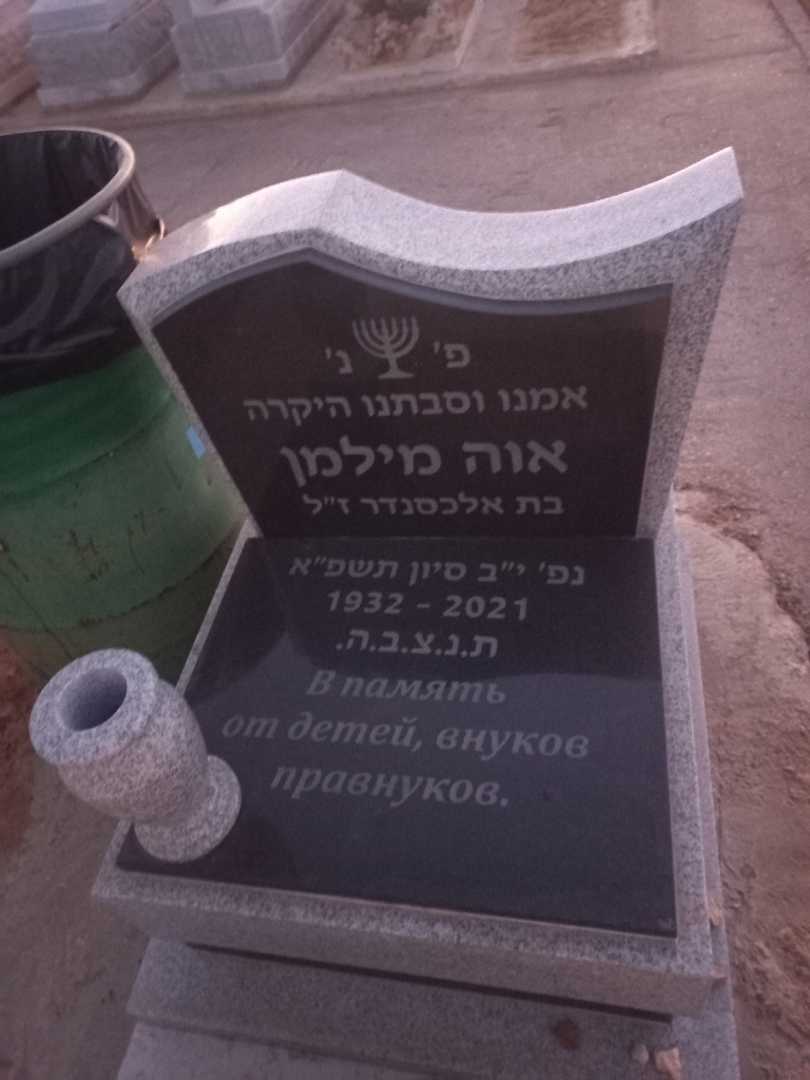 פ' נ'
אמנו וסבתנו היקרה
אוה מילמן
בת אלכסנדר ז"ל
נפ' י"ב סיון תשפ"א
1932 - 2021
ת.נ.צ.ב.ה.
В память
от детей, внуков
правнуков.